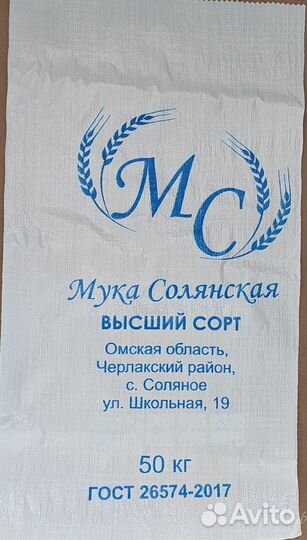 МС
Мука Солянская
ВЫСШИЙ СОРТ
Омская область,
Черлакский район,
с. Соляное
ул. Школьная, 19
50 кг
ГОСТ 26574-2017
Avito